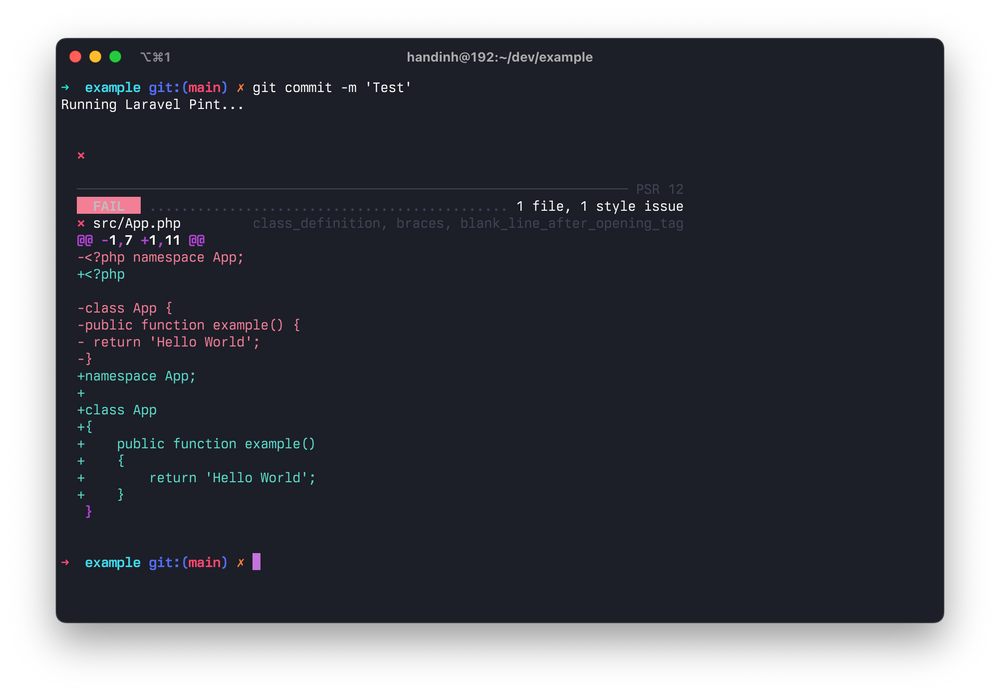 ⌥⌘1 handinh@192:~/dev/example
➜ example git:(main) ✗ git commit -m 'Test'
Running Laravel Pint...
⨯
PSR 12
FAIL ............................................. 1 file, 1 style issue
⨯ src/App.php class_definition, braces, blank_line_after_opening_tag
@@ -1,7 +1,11 @@
-<?php namespace App;
+<?php
-class App {
-public function example() {
- return 'Hello World';
-}
+namespace App;
+
+class App
+{
+    public function example()
+    {
+        return 'Hello World';
+    }
 }
➜ example git:(main) ✗